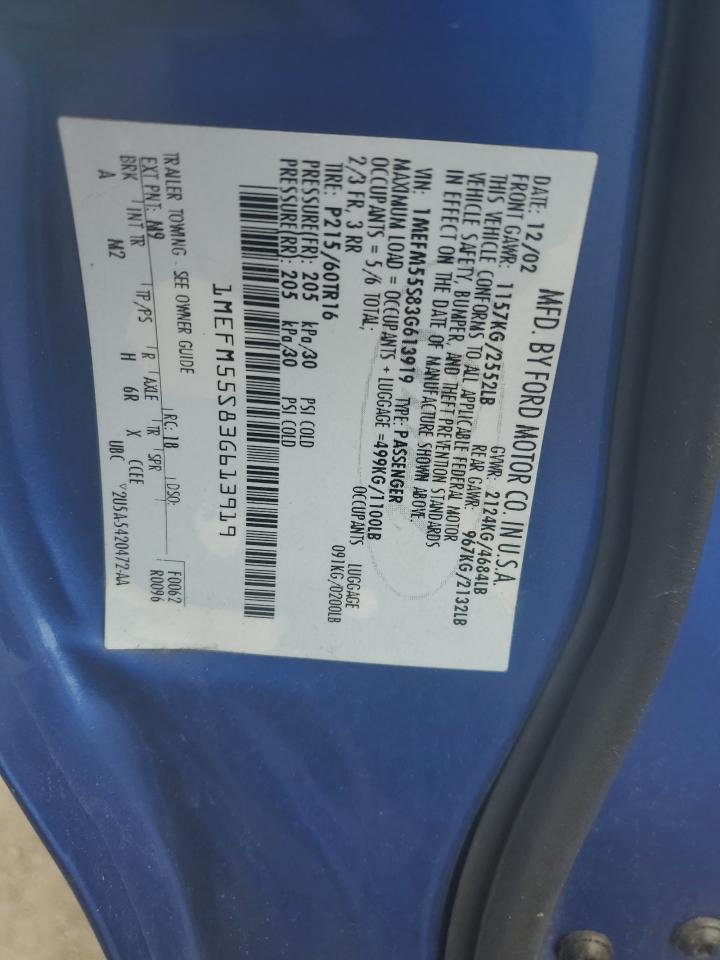 MFD. BY FORD MOTOR CO. IN U.S.A.
DATE: 12/02 GVWR: 2124KG/4684LB
FRONT GAWR: 1157KG/2552LB REAR GAWR: 967KG/2132LB
THIS VEHICLE CONFORMS TO ALL APPLICABLE FEDERAL MOTOR
VEHICLE SAFETY, BUMPER, AND THEFT PREVENTION STANDARDS
IN EFFECT ON THE DATE OF MANUFACTURE SHOWN ABOVE.
VIN: 1MEFM55S83G613919 TYPE: PASSENGER
MAXIMUM LOAD = OCCUPANTS + LUGGAGE =499KG/1100LB
OCCUPANTS = 5/6 TOTAL, OCCUPANTS LUGGAGE
2/3 FR, 3 RR 091KG/0200LB
TIRE: P215/60TR16
PRESSURE(FR): 205 kPa/30 PSI COLD
PRESSURE(RR): 205 kPa/30 PSI COLD
1MEFM55S83G613919
TRAILER TOWING - SEE OWNER GUIDE
EXT PNT: M9 RC: 18 DSO: F0062
BRK INT TR TP/PS R AXLE TR SPR R0096
A M2 H 6R X CCEE
UBC ▽2U5A5420472-AA